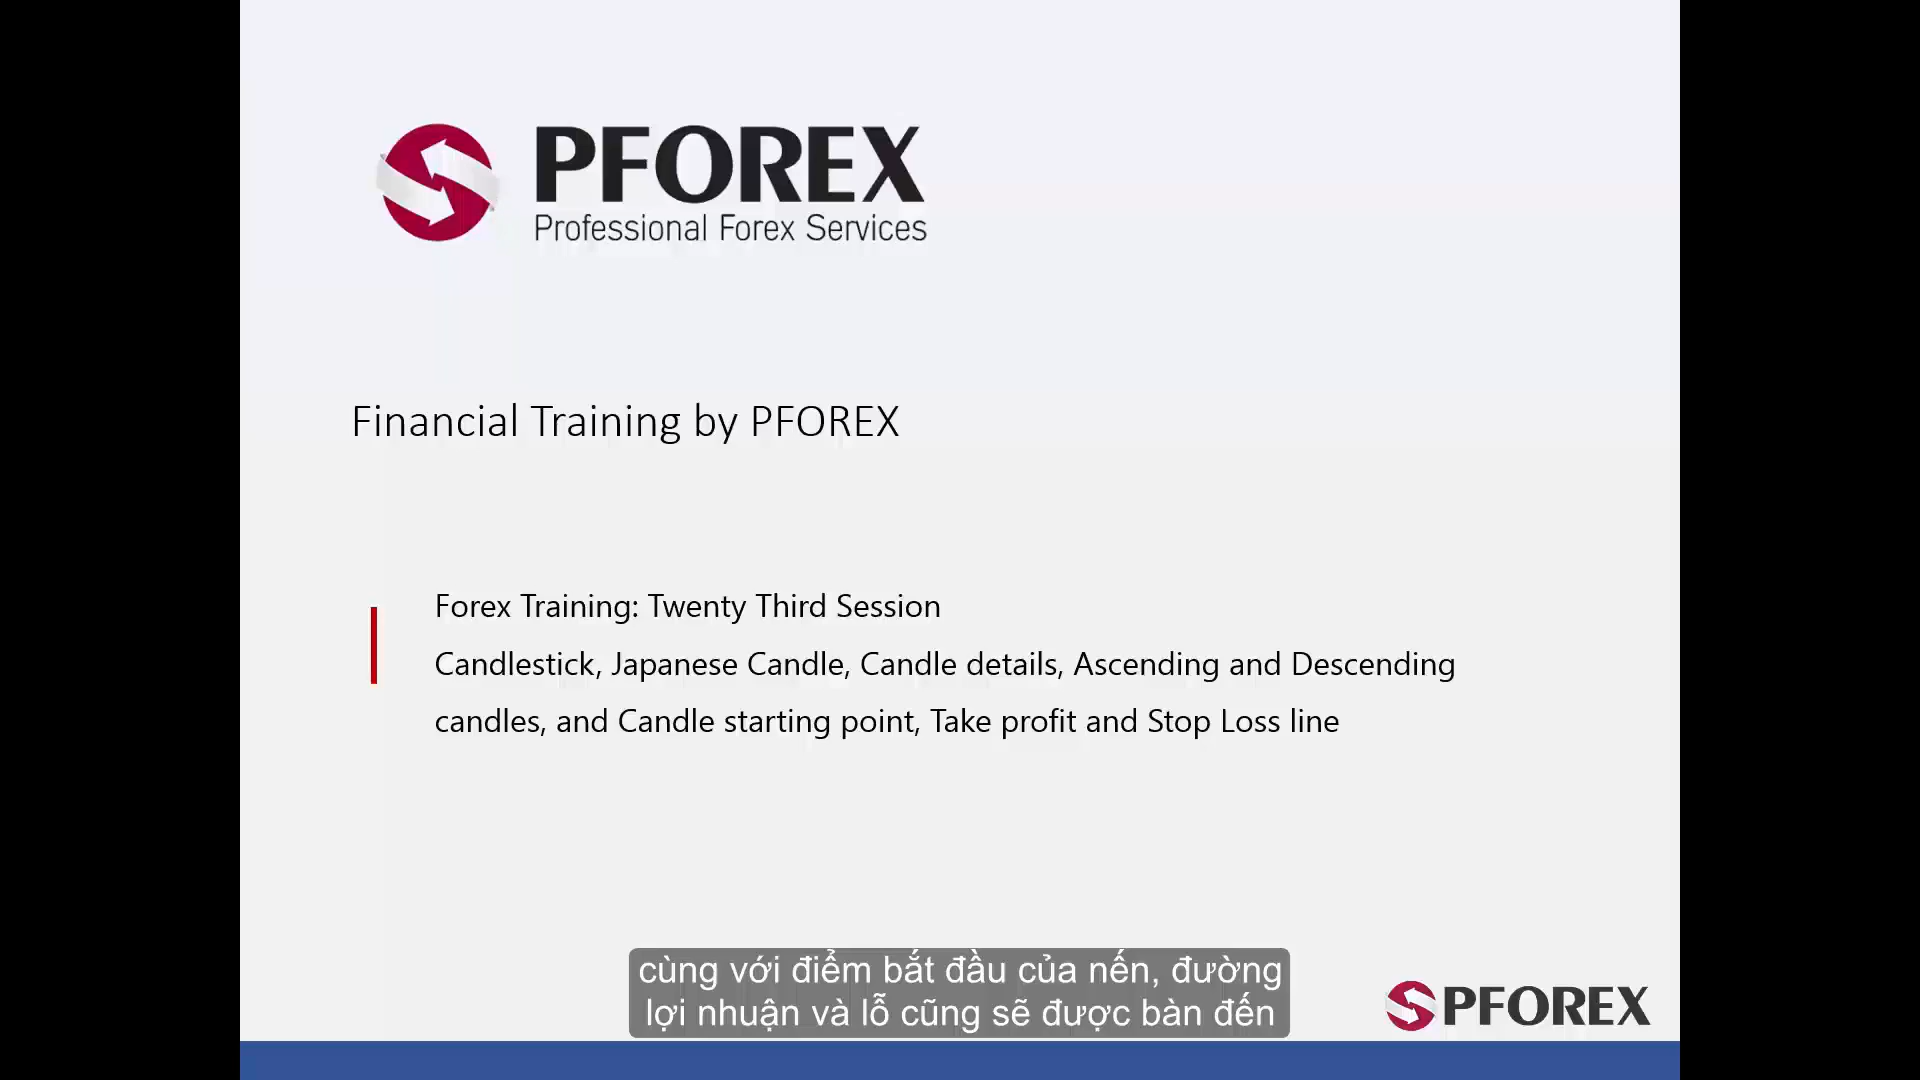 PFOREX
Professional Forex Services
Financial Training by PFOREX
Forex Training: Twenty Third Session
Candlestick, Japanese Candle, Candle details, Ascending and Descending
candles, and Candle starting point, Take profit and Stop Loss line
cùng với điểm bắt đầu của nến, đường
lợi nhuận và lỗ cũng sẽ được bàn đến
PFOREX